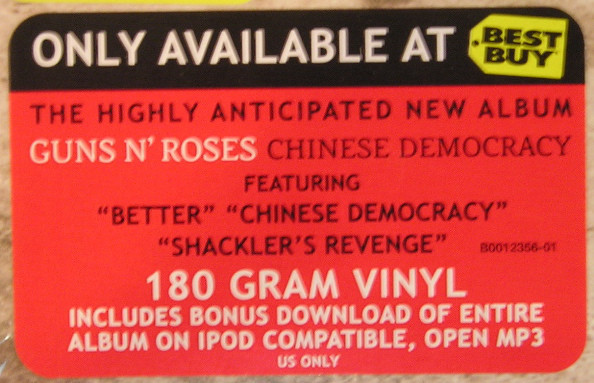 ONLY AVAILABLE AT BEST BUY
THE HIGHLY ANTICIPATED NEW ALBUM
GUNS N' ROSES CHINESE DEMOCRACY
FEATURING
"BETTER" "CHINESE DEMOCRACY"
"SHACKLER'S REVENGE" B0012356-01
180 GRAM VINYL
INCLUDES BONUS DOWNLOAD OF ENTIRE
ALBUM ON IPOD COMPATIBLE, OPEN MP3
US ONLY